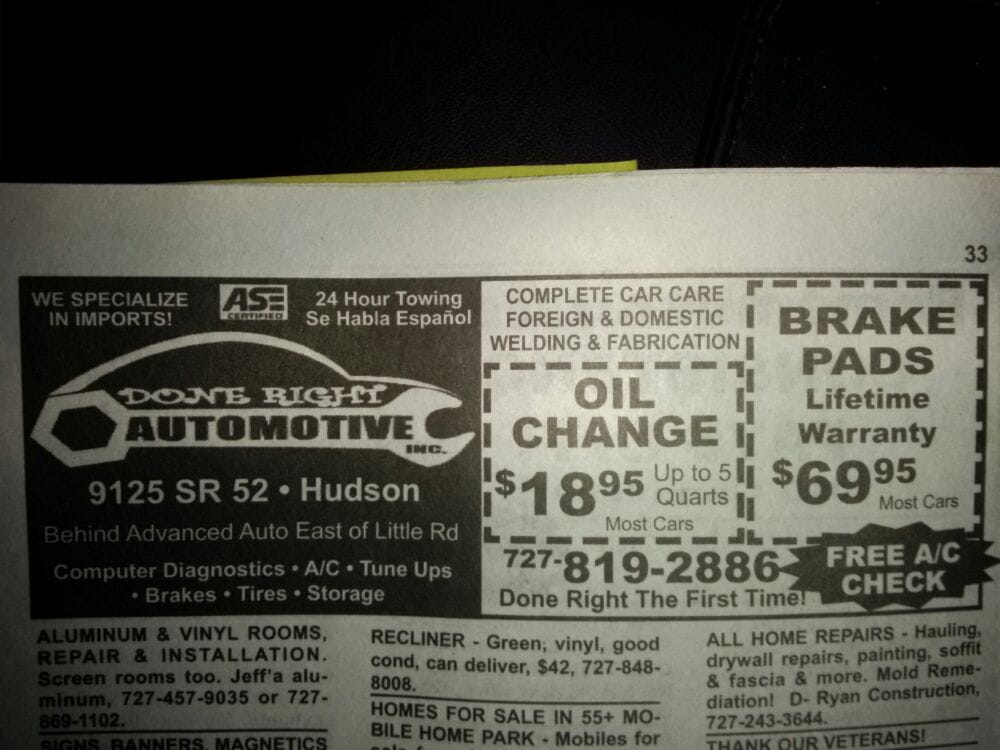 33
WE SPECIALIZE
IN IMPORTS!
ASE
CERTIFIED
24 Hour Towing
Se Habla Español
DONE RIGHT
AUTOMOTIVE
INC.
9125 SR 52 • Hudson
Behind Advanced Auto East of Little Rd
Computer Diagnostics • A/C • Tune Ups
• Brakes • Tires • Storage
COMPLETE CAR CARE
FOREIGN & DOMESTIC
WELDING & FABRICATION
OIL
CHANGE
$1895 Up to 5
Quarts
Most Cars
BRAKE
PADS
Lifetime
Warranty
$6995
Most Cars
727-819-2886
Done Right The First Time!
FREE A/C
CHECK
ALUMINUM & VINYL ROOMS,
REPAIR & INSTALLATION.
Screen rooms too. Jeff'a alu-
minum, 727-457-9035 or 727-
869-1102.
SIGNS, BANNERS, MAGNETICS
RECLINER - Green; vinyl, good
cond, can deliver, $42, 727-848-
8008.
HOMES FOR SALE IN 55+ MO-
BILE HOME PARK - Mobiles for
ALL HOME REPAIRS - Hauling,
drywall repairs, painting, soffit
& fascia & more. Mold Reme-
diation! D- Ryan Construction,
727-243-3644.
THANK OUR VETERANS!